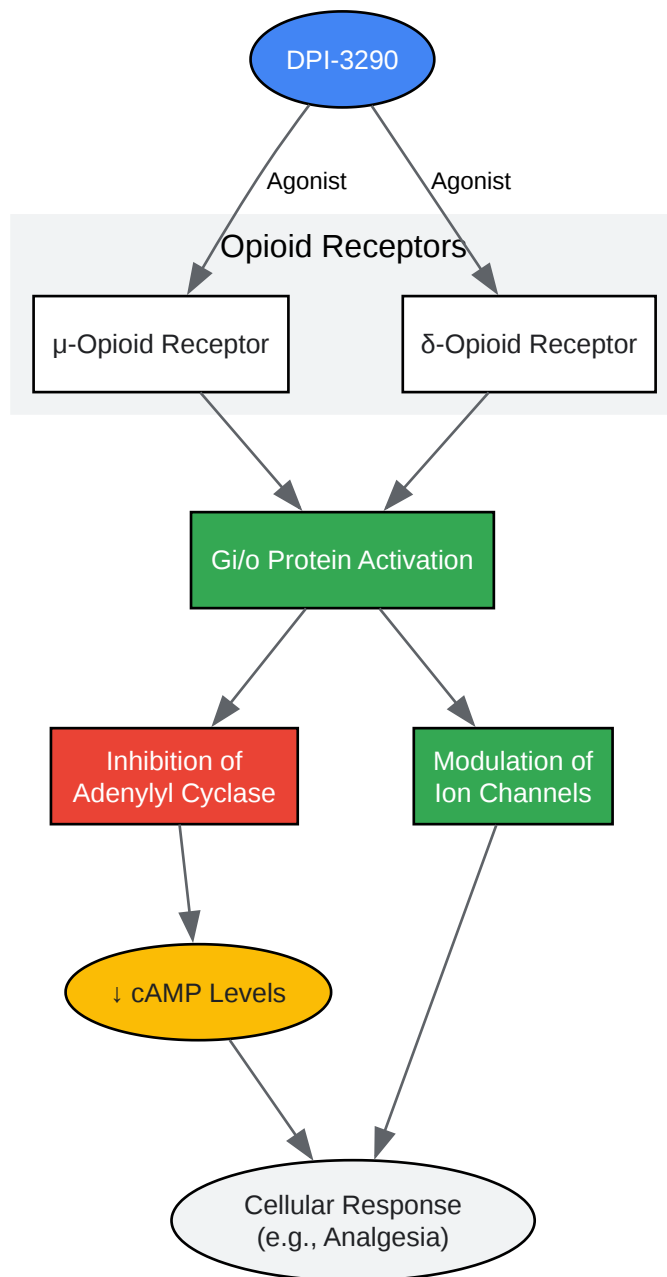 DPI-3290
Agonist
Agonist
Opioid Receptors
μ-Opioid Receptor
δ-Opioid Receptor
Gi/o Protein Activation
Inhibition of
Adenylyl Cyclase
Modulation of
Ion Channels
↓ cAMP Levels
Cellular Response
(e.g., Analgesia)